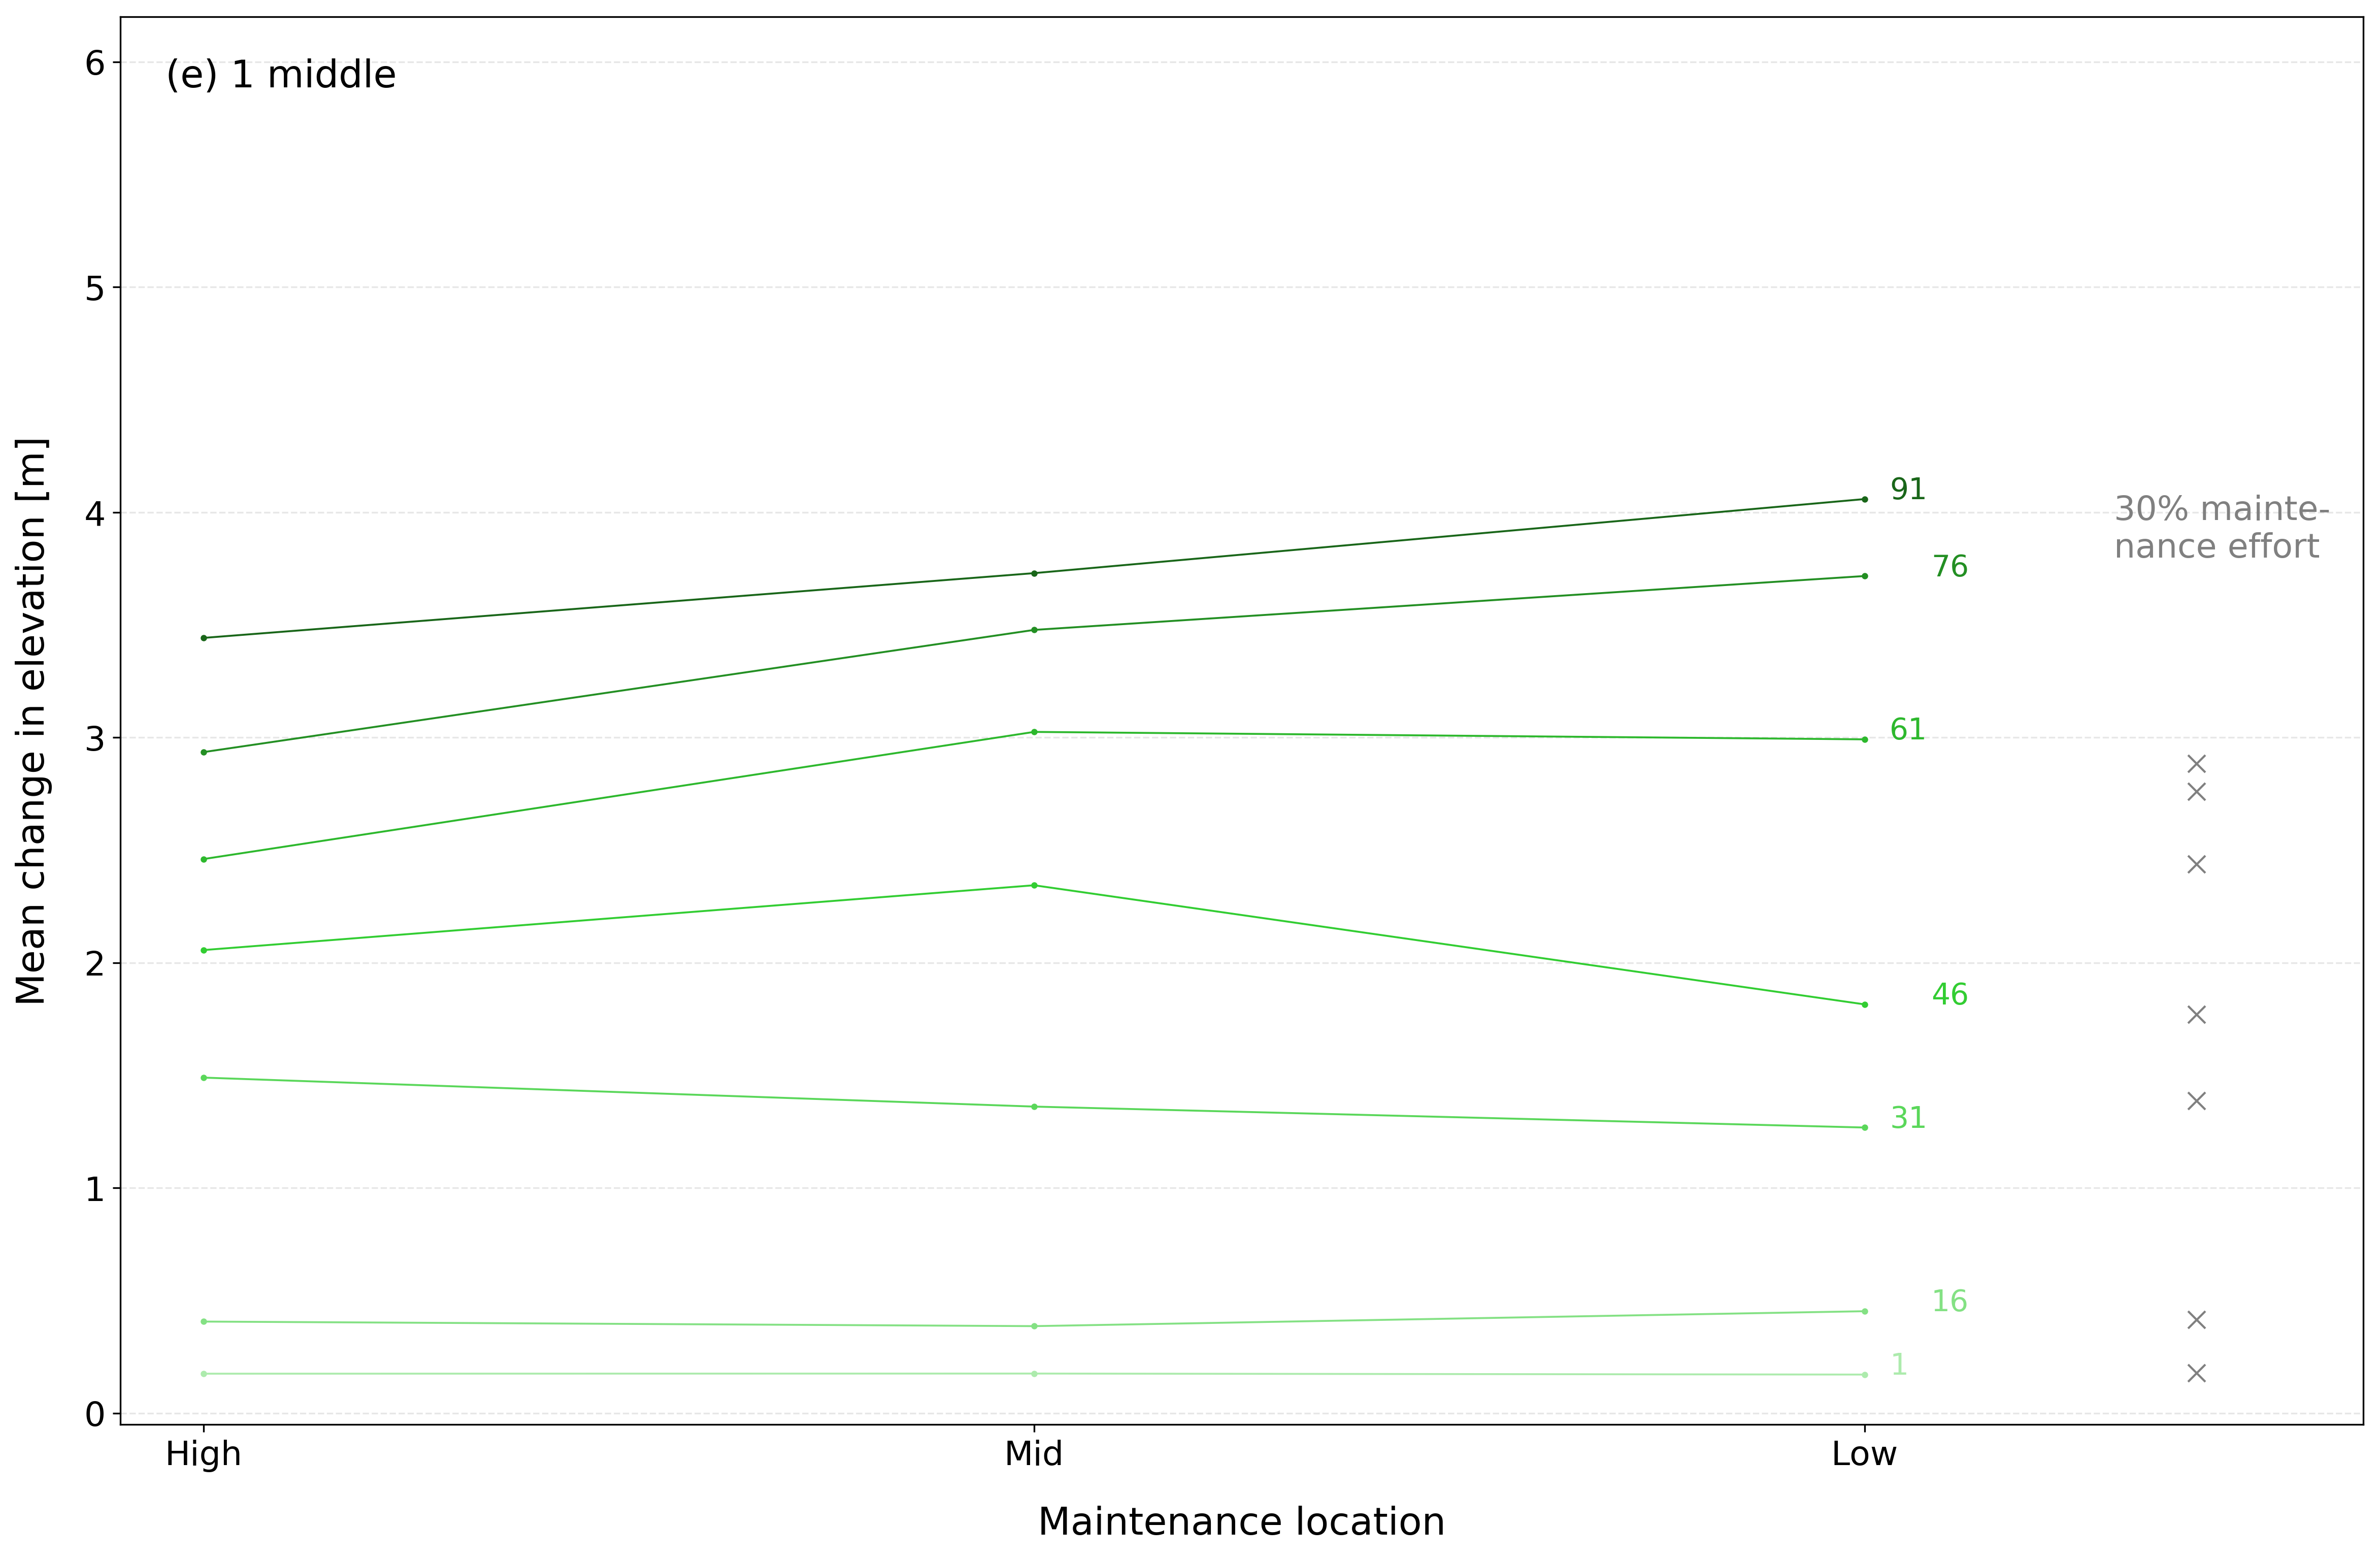 (e) 1 middle
6
5
4
3
2
1
0
Mean change in elevation [m]
91
76
61
46
31
16
1
30% mainte-
nance effort
High Mid Low
Maintenance location